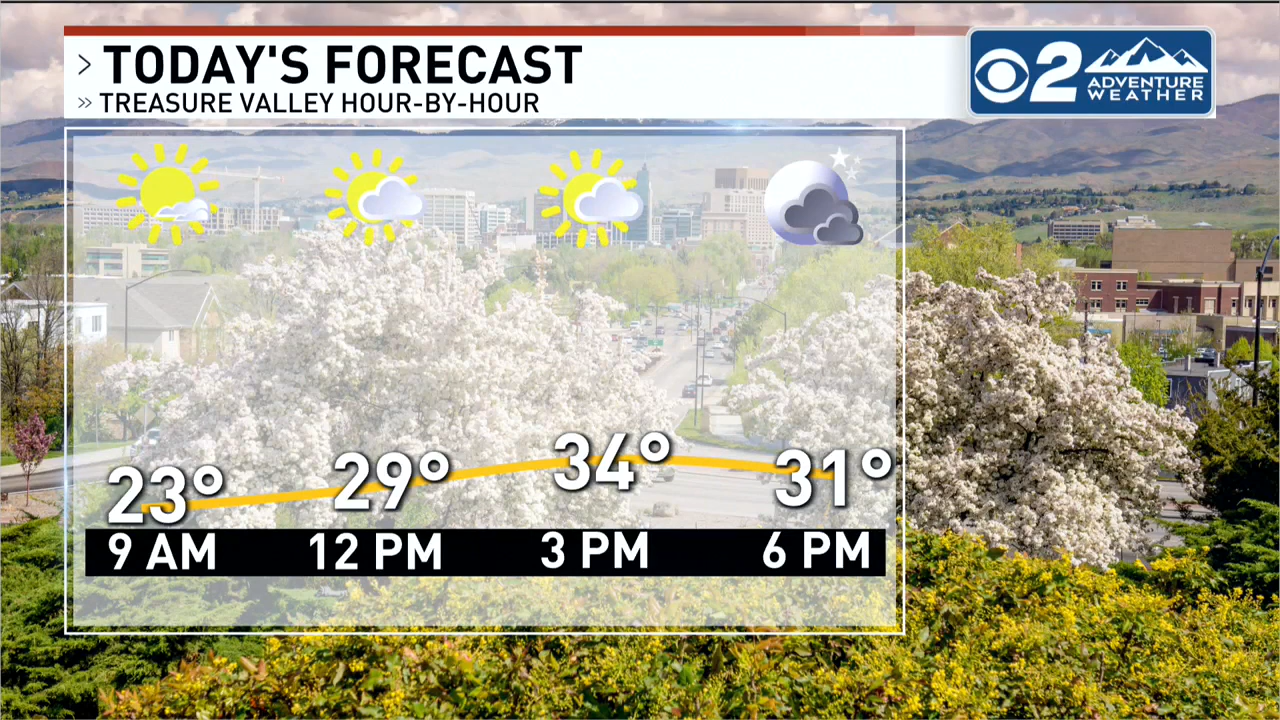 > TODAY'S FORECAST
» TREASURE VALLEY HOUR-BY-HOUR
2 ADVENTURE WEATHER
23° 29° 34° 31°
9 AM 12 PM 3 PM 6 PM